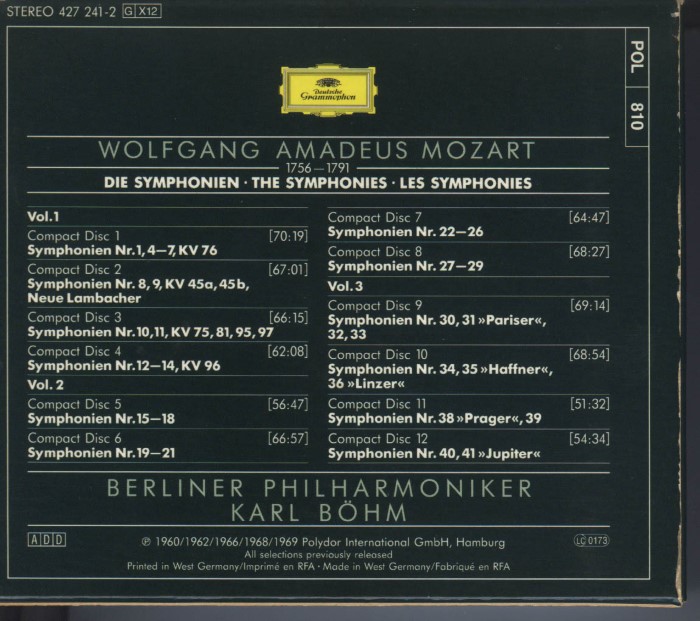 STEREO 427 241-2 G X12
POL 810
Deutsche
Grammophon
WOLFGANG AMADEUS MOZART
1756–1791
DIE SYMPHONIEN · THE SYMPHONIES · LES SYMPHONIES
Vol.1
Compact Disc 1 [70:19]
Symphonien Nr.1, 4–7, KV 76
Compact Disc 2 [67:01]
Symphonien Nr. 8, 9, KV 45a, 45b,
Neue Lambacher
Compact Disc 3 [66:15]
Symphonien Nr.10, 11, KV 75, 81, 95, 97
Compact Disc 4 [62:08]
Symphonien Nr.12–14, KV 96
Vol. 2
Compact Disc 5 [56:47]
Symphonien Nr.15–18
Compact Disc 6 [66:57]
Symphonien Nr.19–21
Compact Disc 7 [64:47]
Symphonien Nr. 22–26
Compact Disc 8 [68:27]
Symphonien Nr. 27–29
Vol.3
Compact Disc 9 [69:14]
Symphonien Nr. 30, 31 »Pariser«,
32, 33
Compact Disc 10 [68:54]
Symphonien Nr. 34, 35 »Haffner«,
36 »Linzer«
Compact Disc 11 [51:32]
Symphonien Nr. 38 »Prager«, 39
Compact Disc 12 [54:34]
Symphonien Nr. 40, 41 »Jupiter«
BERLINER PHILHARMONIKER
KARL BÖHM
ADD
℗ 1960/1962/1966/1968/1969 Polydor International GmbH, Hamburg
LC 0173
All selections previously released
Printed in West Germany/Imprimé en RFA · Made in West Germany/Fabriqué en RFA